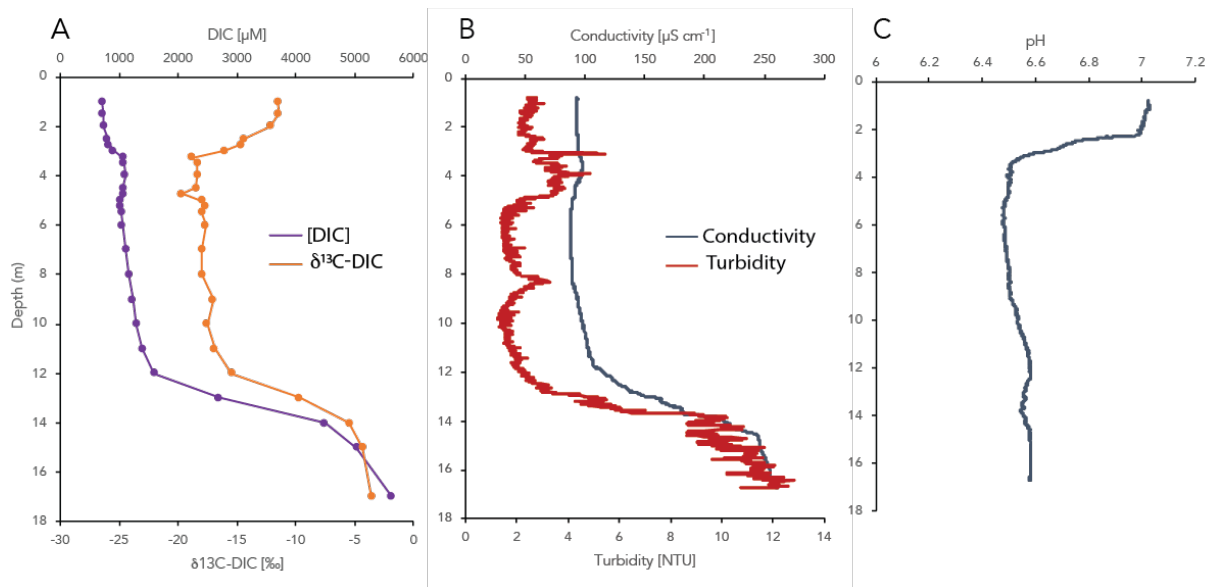 A
DIC [µM]
0 1000 2000 3000 4000 5000 6000
0
2
4
6
8
10
12
14
16
18
Depth (m)
[DIC]
δ¹³C-DIC
-30 -25 -20 -15 -10 -5 0
δ13C-DIC [‰]
B
Conductivity [µS cm⁻¹]
0 50 100 150 200 250 300
0
2
4
6
8
10
12
14
16
18
Conductivity
Turbidity
0 2 4 6 8 10 12 14
Turbidity [NTU]
C
pH
6 6.2 6.4 6.6 6.8 7 7.2
0
2
4
6
8
10
12
14
16
18